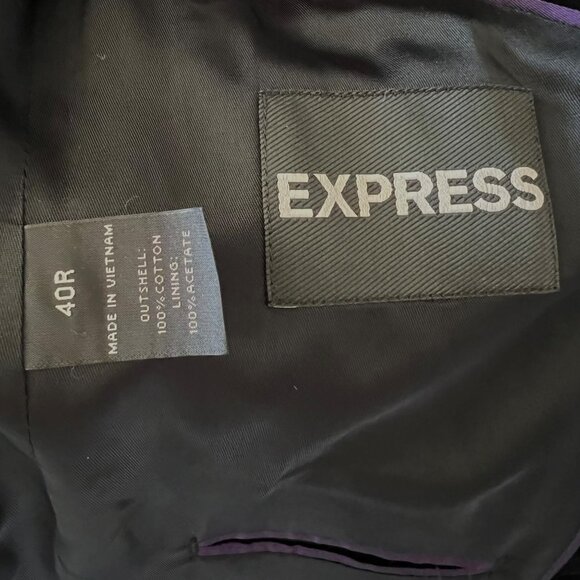 EXPRESS
40R
MADE IN VIETNAM
OUTSHELL:
100% COTTON
LINING:
100% ACETATE